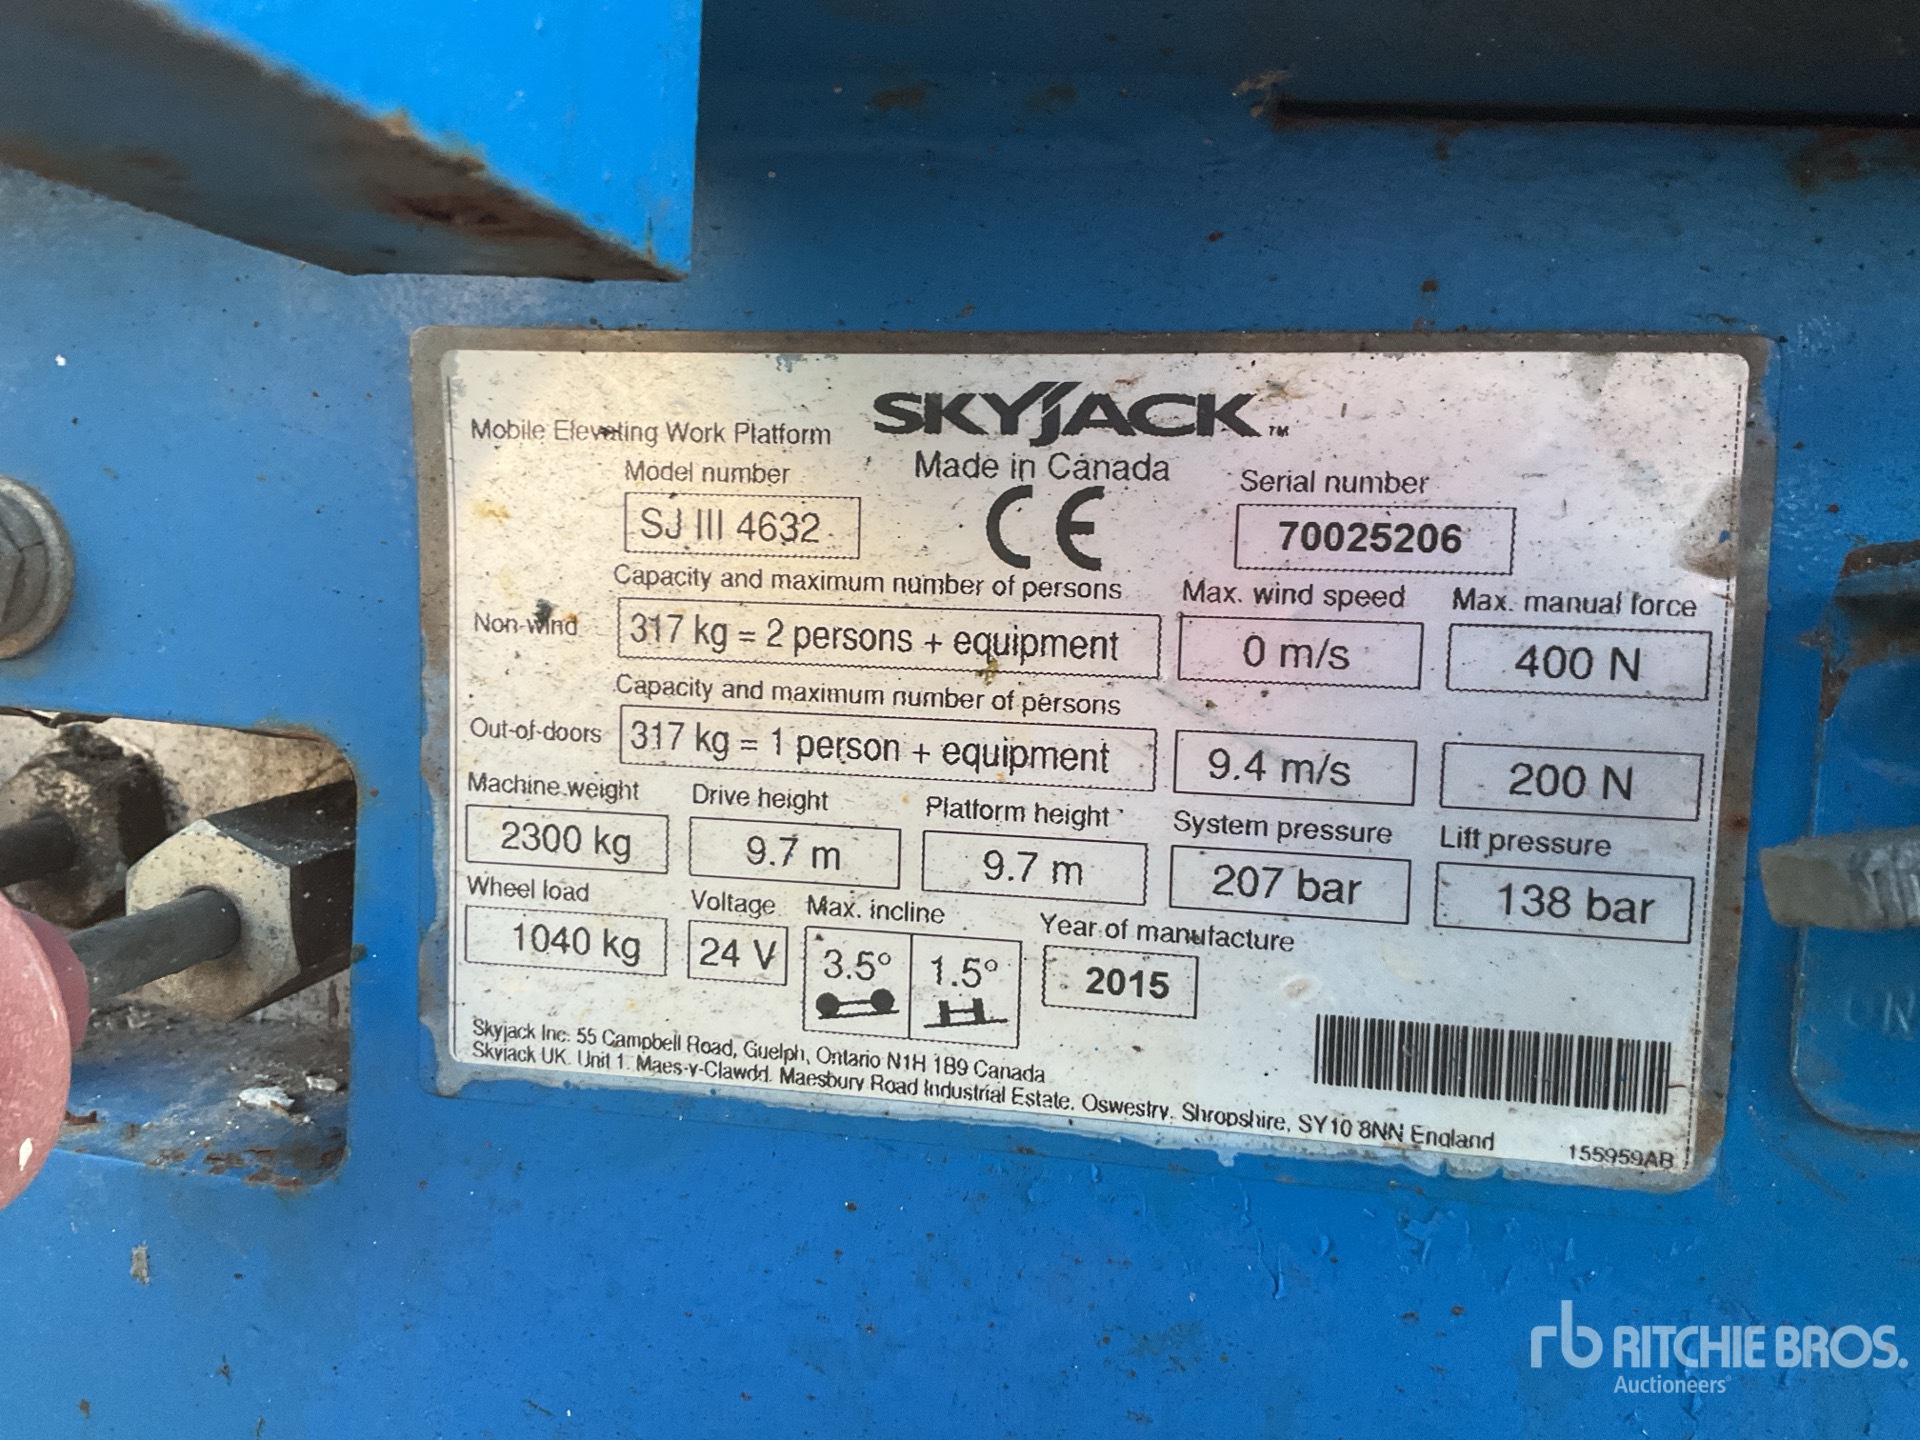 SKYJACK™
Mobile Elevating Work Platform
Made in Canada
Model number
Serial number
SJ III 4632
CE
70025206
Capacity and maximum number of persons Max. wind speed Max. manual force
Non-wind 317 kg = 2 persons + equipment 0 m/s 400 N
Capacity and maximum number of persons
Out-of-doors 317 kg = 1 person + equipment 9.4 m/s 200 N
Machine weight Drive height Platform height System pressure Lift pressure
2300 kg 9.7 m 9.7 m 207 bar 138 bar
Wheel load Voltage Max. incline Year of manufacture
1040 kg 24 V 3.5° 1.5° 2015
Skyjack Inc. 55 Campbell Road, Guelph, Ontario N1H 1B9 Canada
Skyjack UK. Unit 1. Maes-y-Clawdd. Maesbury Road Industrial Estate. Oswestry. Shropshire, SY10 8NN England
155959AB
rb RITCHIE BROS.
Auctioneers